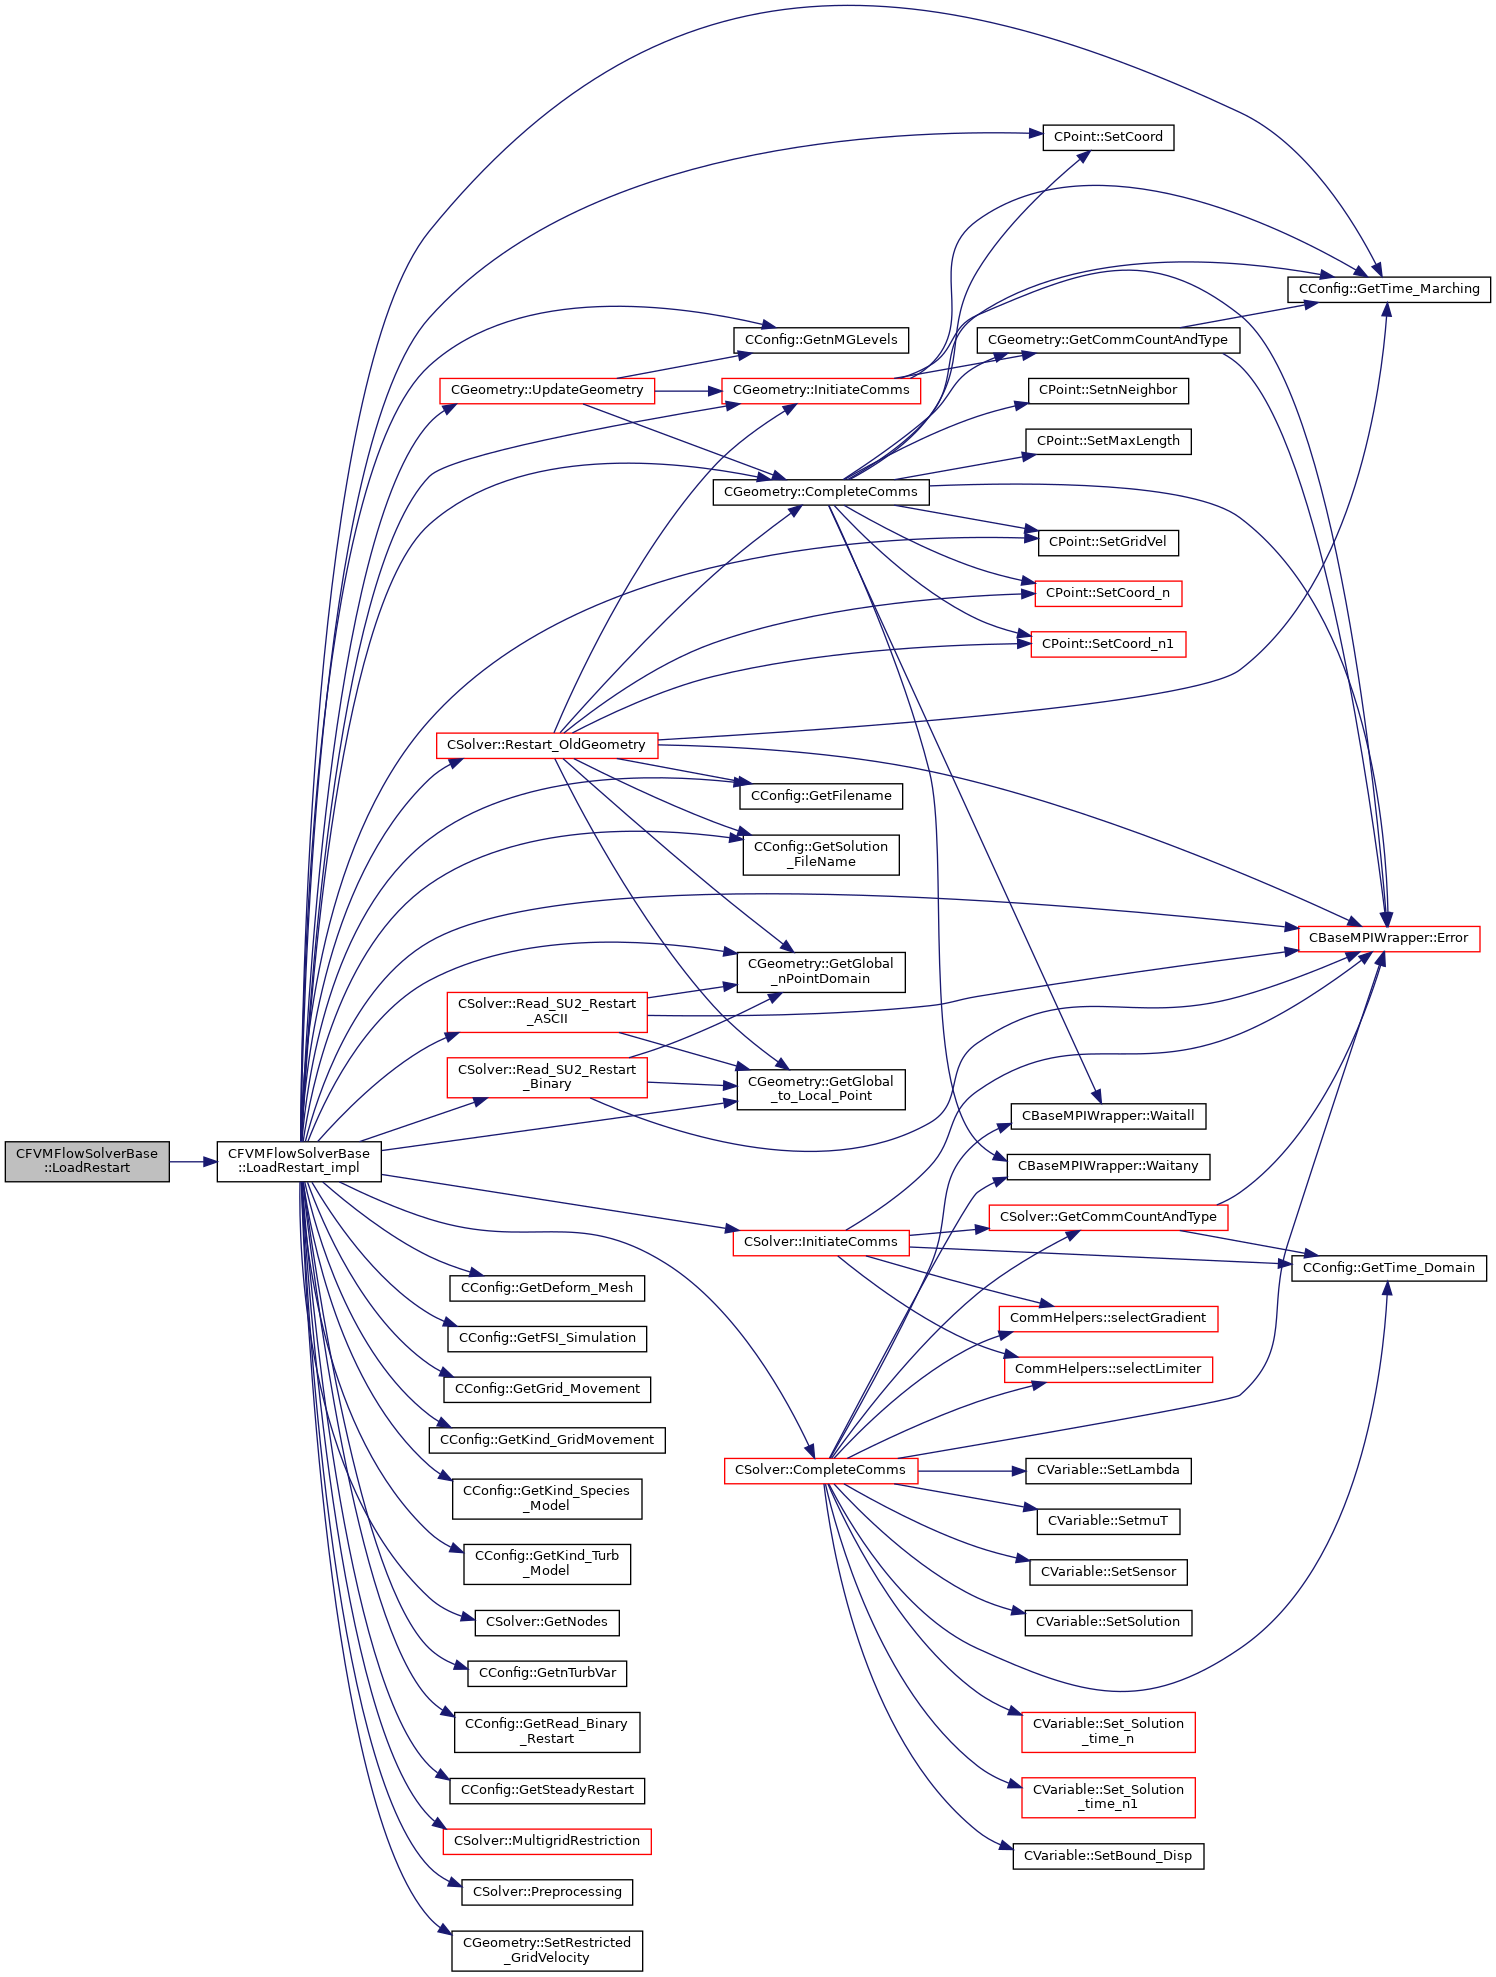 CFVMFlowSolverBase
::LoadRestart
CFVMFlowSolverBase
::LoadRestart_impl
CGeometry::UpdateGeometry
CSolver::Restart_OldGeometry
CSolver::Read_SU2_Restart
_ASCII
CSolver::Read_SU2_Restart
_Binary
CConfig::GetDeform_Mesh
CConfig::GetFSI_Simulation
CConfig::GetGrid_Movement
CConfig::GetKind_GridMovement
CConfig::GetKind_Species
_Model
CConfig::GetKind_Turb
_Model
CSolver::GetNodes
CConfig::GetnTurbVar
CConfig::GetRead_Binary
_Restart
CConfig::GetSteadyRestart
CSolver::MultigridRestriction
CSolver::Preprocessing
CGeometry::SetRestricted
_GridVelocity
CConfig::GetnMGLevels
CGeometry::InitiateComms
CGeometry::CompleteComms
CConfig::GetFilename
CConfig::GetSolution
_FileName
CGeometry::GetGlobal
_nPointDomain
CGeometry::GetGlobal
_to_Local_Point
CSolver::InitiateComms
CSolver::CompleteComms
CPoint::SetCoord
CGeometry::GetCommCountAndType
CPoint::SetnNeighbor
CPoint::SetMaxLength
CPoint::SetGridVel
CPoint::SetCoord_n
CPoint::SetCoord_n1
CBaseMPIWrapper::Waitall
CBaseMPIWrapper::Waitany
CSolver::GetCommCountAndType
CommHelpers::selectGradient
CommHelpers::selectLimiter
CVariable::SetLambda
CVariable::SetmuT
CVariable::SetSensor
CVariable::SetSolution
CVariable::Set_Solution
_time_n
CVariable::Set_Solution
_time_n1
CVariable::SetBound_Disp
CConfig::GetTime_Marching
CBaseMPIWrapper::Error
CConfig::GetTime_Domain